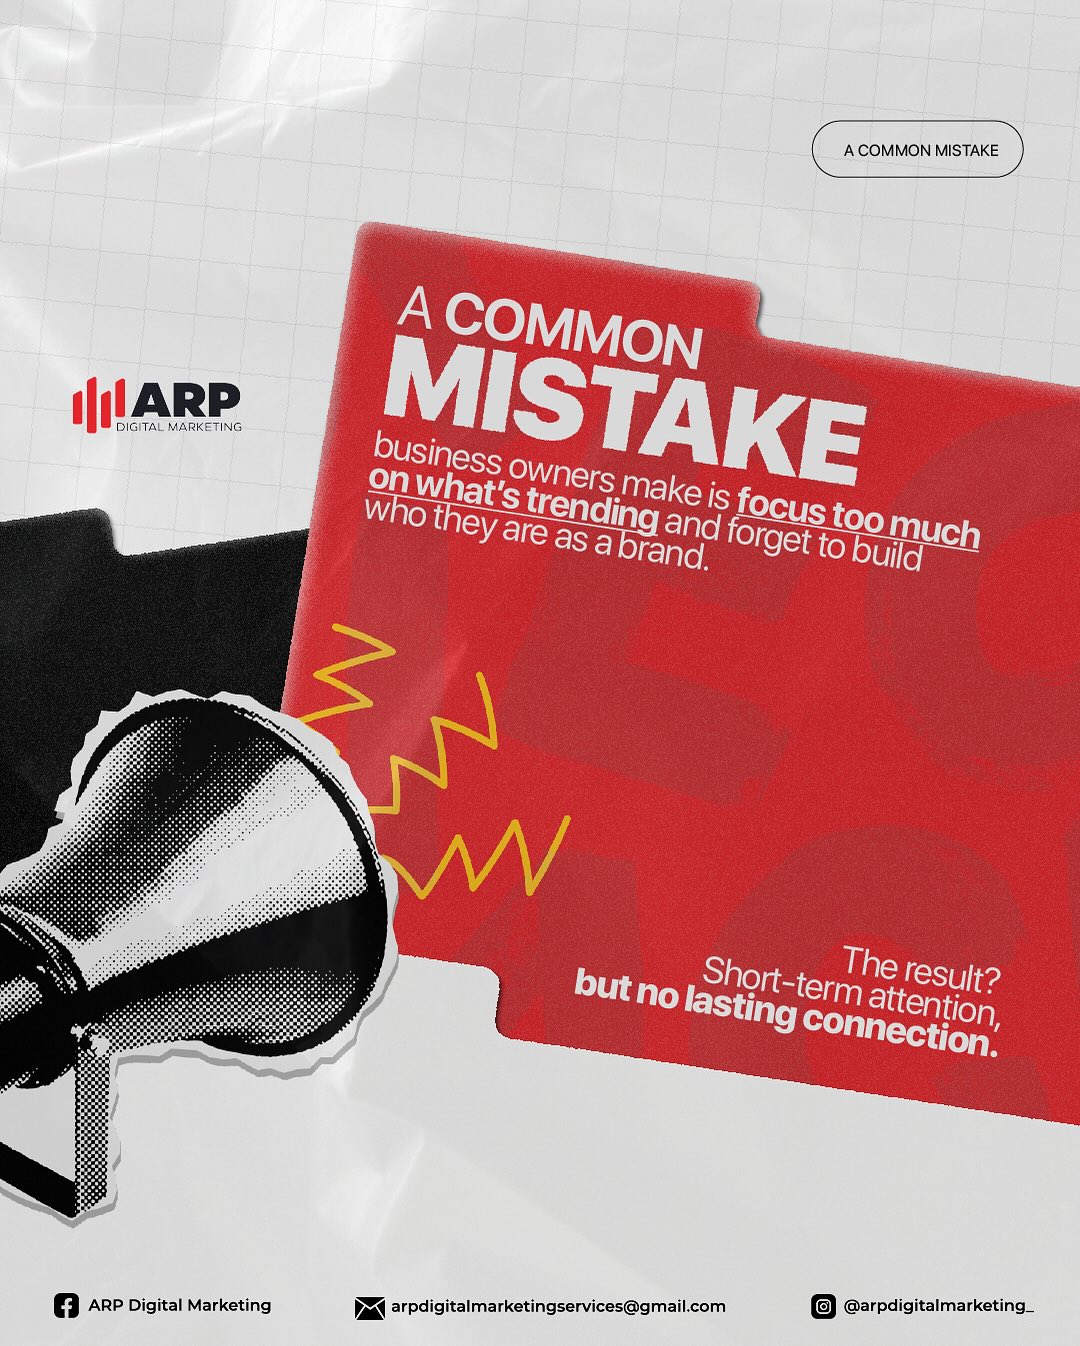 A COMMON MISTAKE
A COMMON
MISTAKE
business owners make is focus too much
on what's trending and forget to build
who they are as a brand.
ARP
DIGITAL MARKETING
The result?
Short-term attention,
but no lasting connection.
ARP Digital Marketing
arpdigitalmarketingservices@gmail.com
@arpdigitalmarketing_